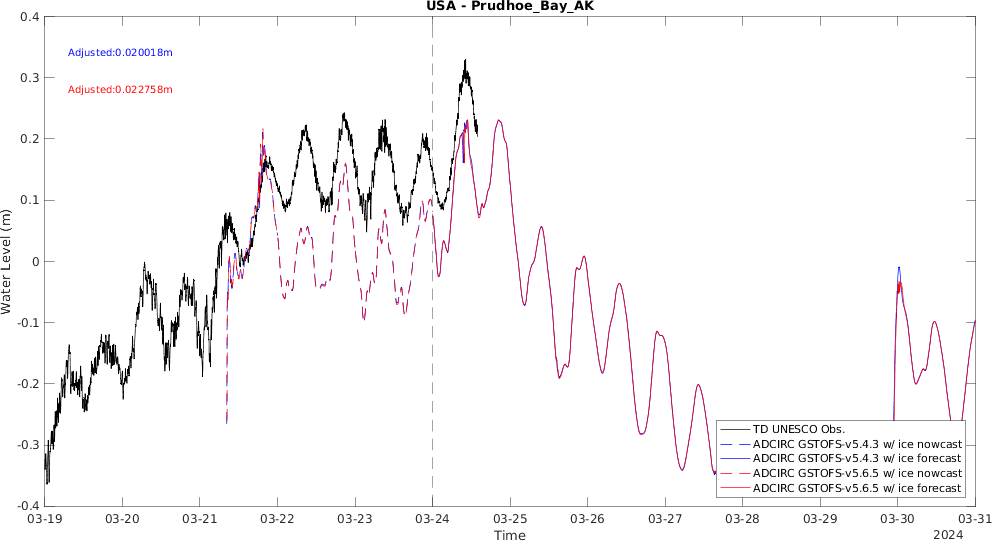 USA - Prudhoe_Bay_AK
Adjusted:0.020018m
Adjusted:0.022758m
Water Level (m)
0.4
0.3
0.2
0.1
0
-0.1
-0.2
-0.3
-0.4
TD UNESCO Obs.
ADCIRC GSTOFS-v5.4.3 w/ ice nowcast
ADCIRC GSTOFS-v5.4.3 w/ ice forecast
ADCIRC GSTOFS-v5.6.5 w/ ice nowcast
ADCIRC GSTOFS-v5.6.5 w/ ice forecast
03-19 03-20 03-21 03-22 03-23 03-24 03-25 03-26 03-27 03-28 03-29 03-30 03-31
Time
2024